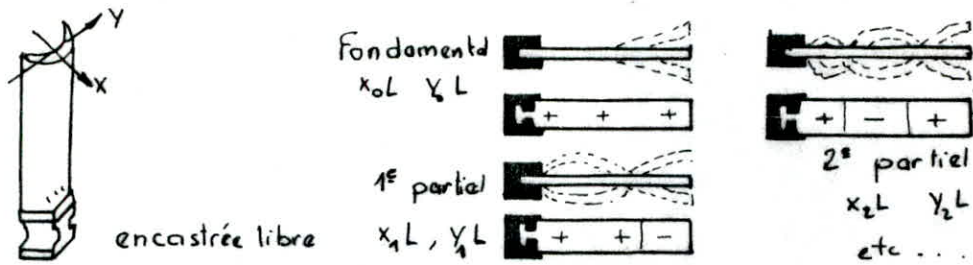 Y
X
Fondamental
X₀L Y₀L
+ + +
1ᵉ partiel
X₁L, Y₁L
+ + -
encastrée libre
+ - +
2ᵉ partiel
X₂L Y₂L
etc . . .